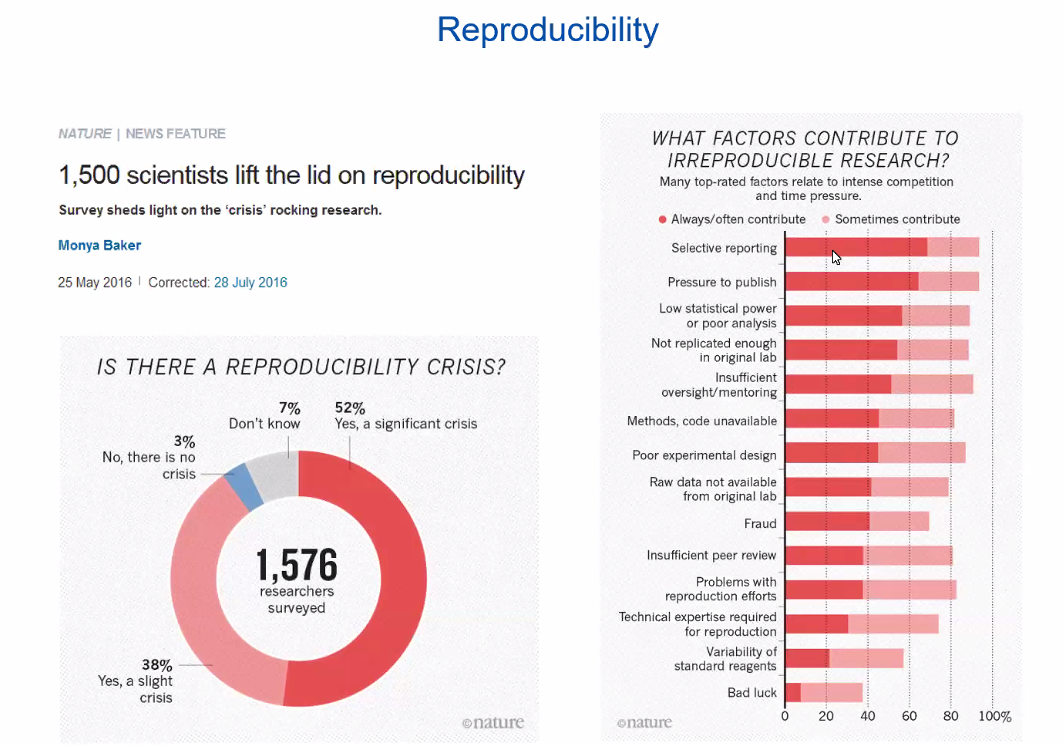 Reproducibility
NATURE | NEWS FEATURE
1,500 scientists lift the lid on reproducibility
Survey sheds light on the ‘crisis’ rocking research.
Monya Baker
25 May 2016 | Corrected: 28 July 2016
IS THERE A REPRODUCIBILITY CRISIS?
7%
Don’t know
52%
Yes, a significant crisis
3%
No, there is no
crisis
1,576
researchers
surveyed
38%
Yes, a slight
crisis
©nature
WHAT FACTORS CONTRIBUTE TO
IRREPRODUCIBLE RESEARCH?
Many top-rated factors relate to intense competition
and time pressure.
Always/often contribute
Sometimes contribute
Selective reporting
Pressure to publish
Low statistical power
or poor analysis
Not replicated enough
in original lab
Insufficient
oversight/mentoring
Methods, code unavailable
Poor experimental design
Raw data not available
from original lab
Fraud
Insufficient peer review
Problems with
reproduction efforts
Technical expertise required
for reproduction
Variability of
standard reagents
Bad luck
0 20 40 60 80 100%
©nature